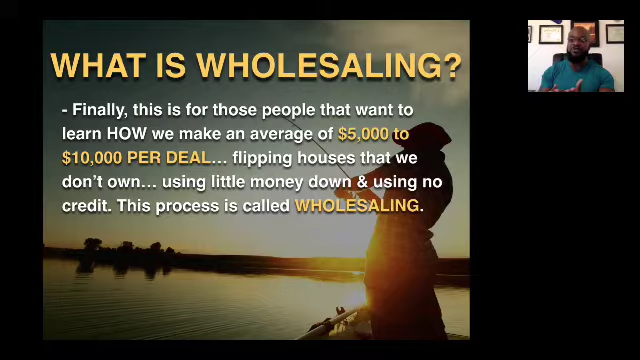 WHAT IS WHOLESALING?
- Finally, this is for those people that want to
learn HOW we make an average of $5,000 to
$10,000 PER DEAL... flipping houses that we
don't own... using little money down & using no
credit. This process is called WHOLESALING.